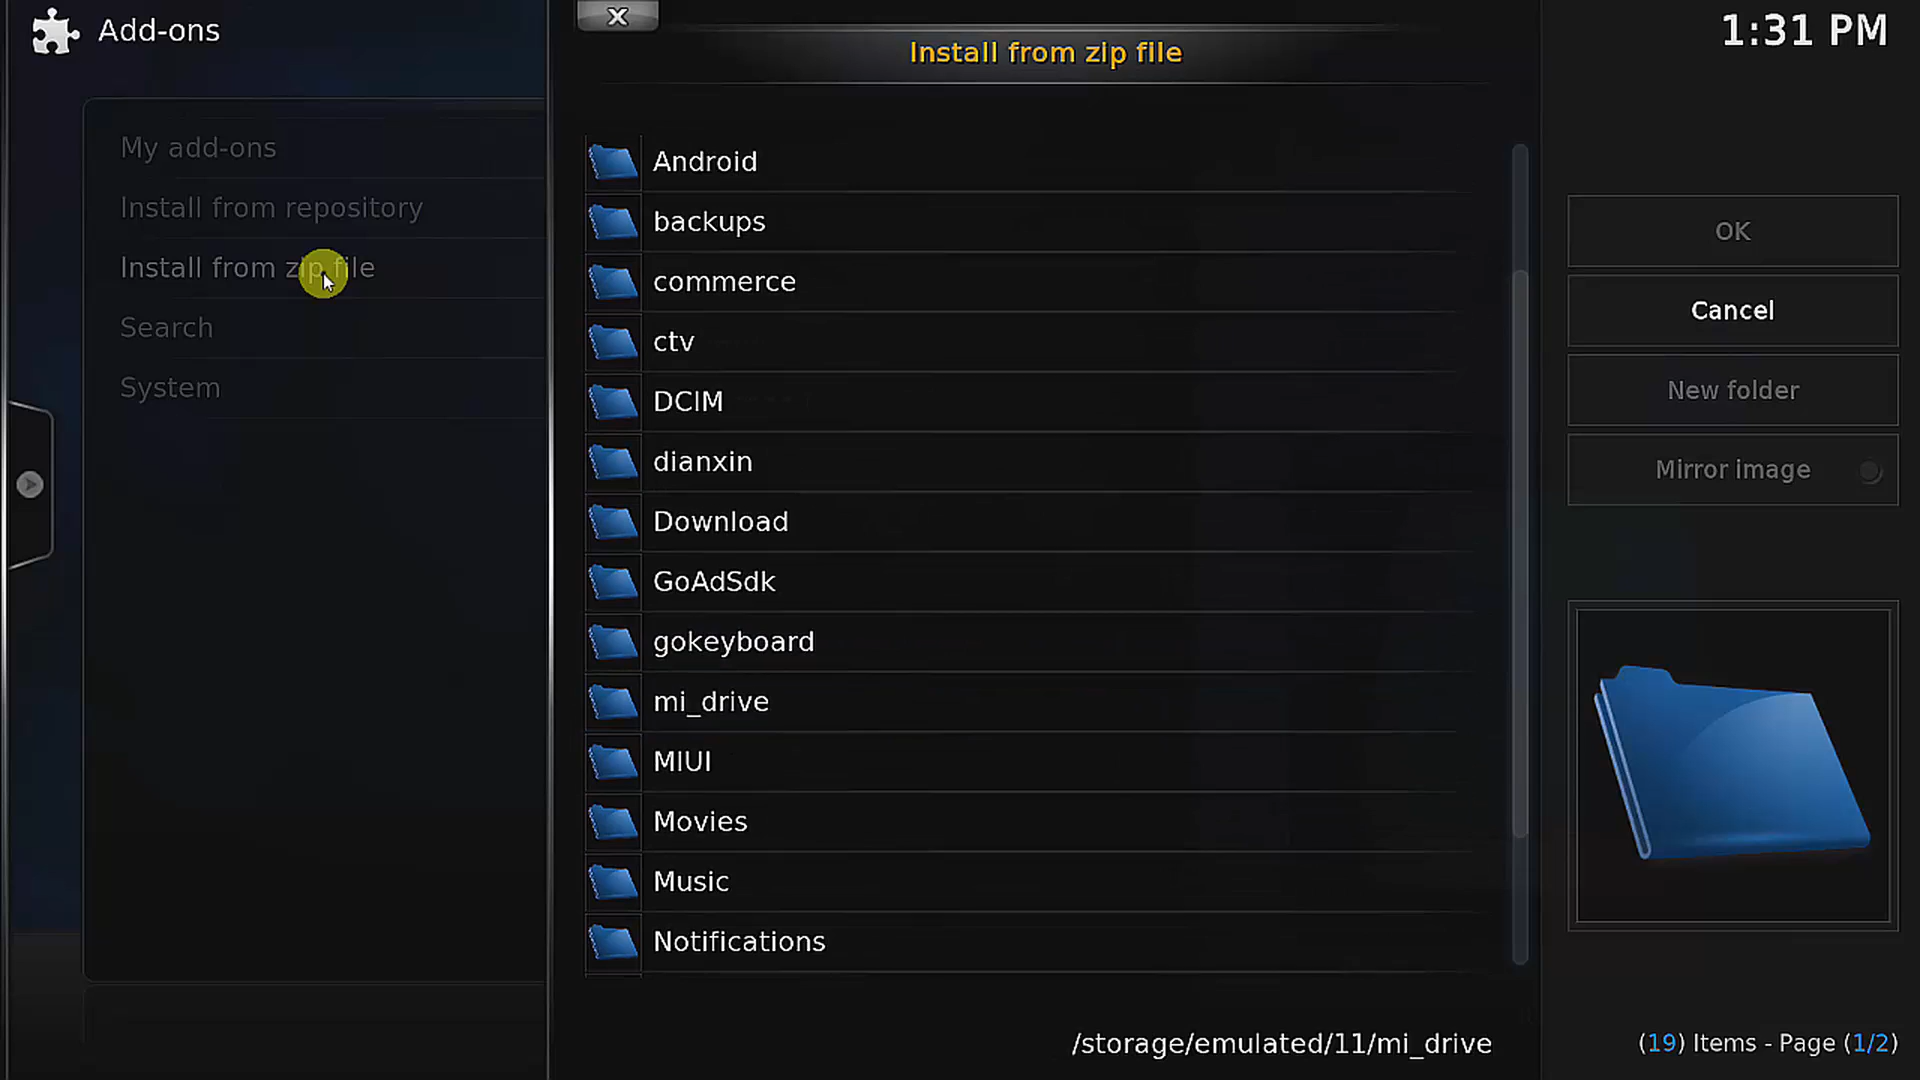 Add-ons
1:31 PM
X
Install from zip file
My add-ons
Install from repository
Install from zip file
Search
System
Android
backups
commerce
ctv
DCIM
dianxin
Download
GoAdSdk
gokeyboard
mi_drive
MIUI
Movies
Music
Notifications
OK
Cancel
New folder
Mirror image
/storage/emulated/11/mi_drive
(19) Items - Page (1/2)